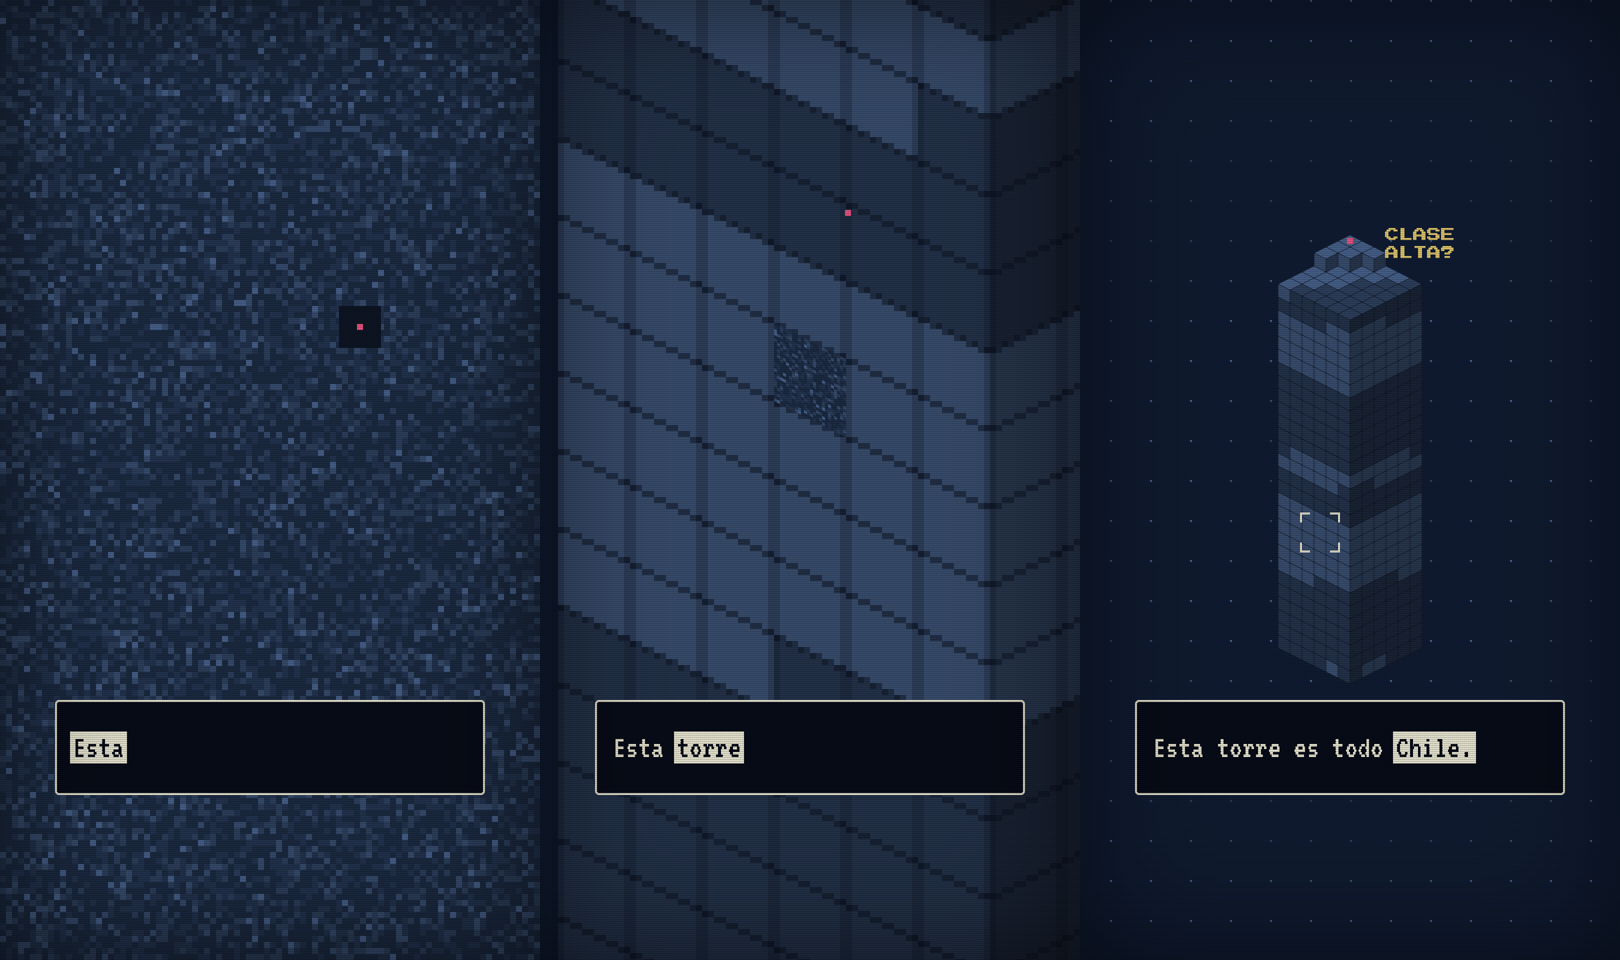 Esta
Esta torre
CLASE
ALTA?
Esta torre es todo Chile.